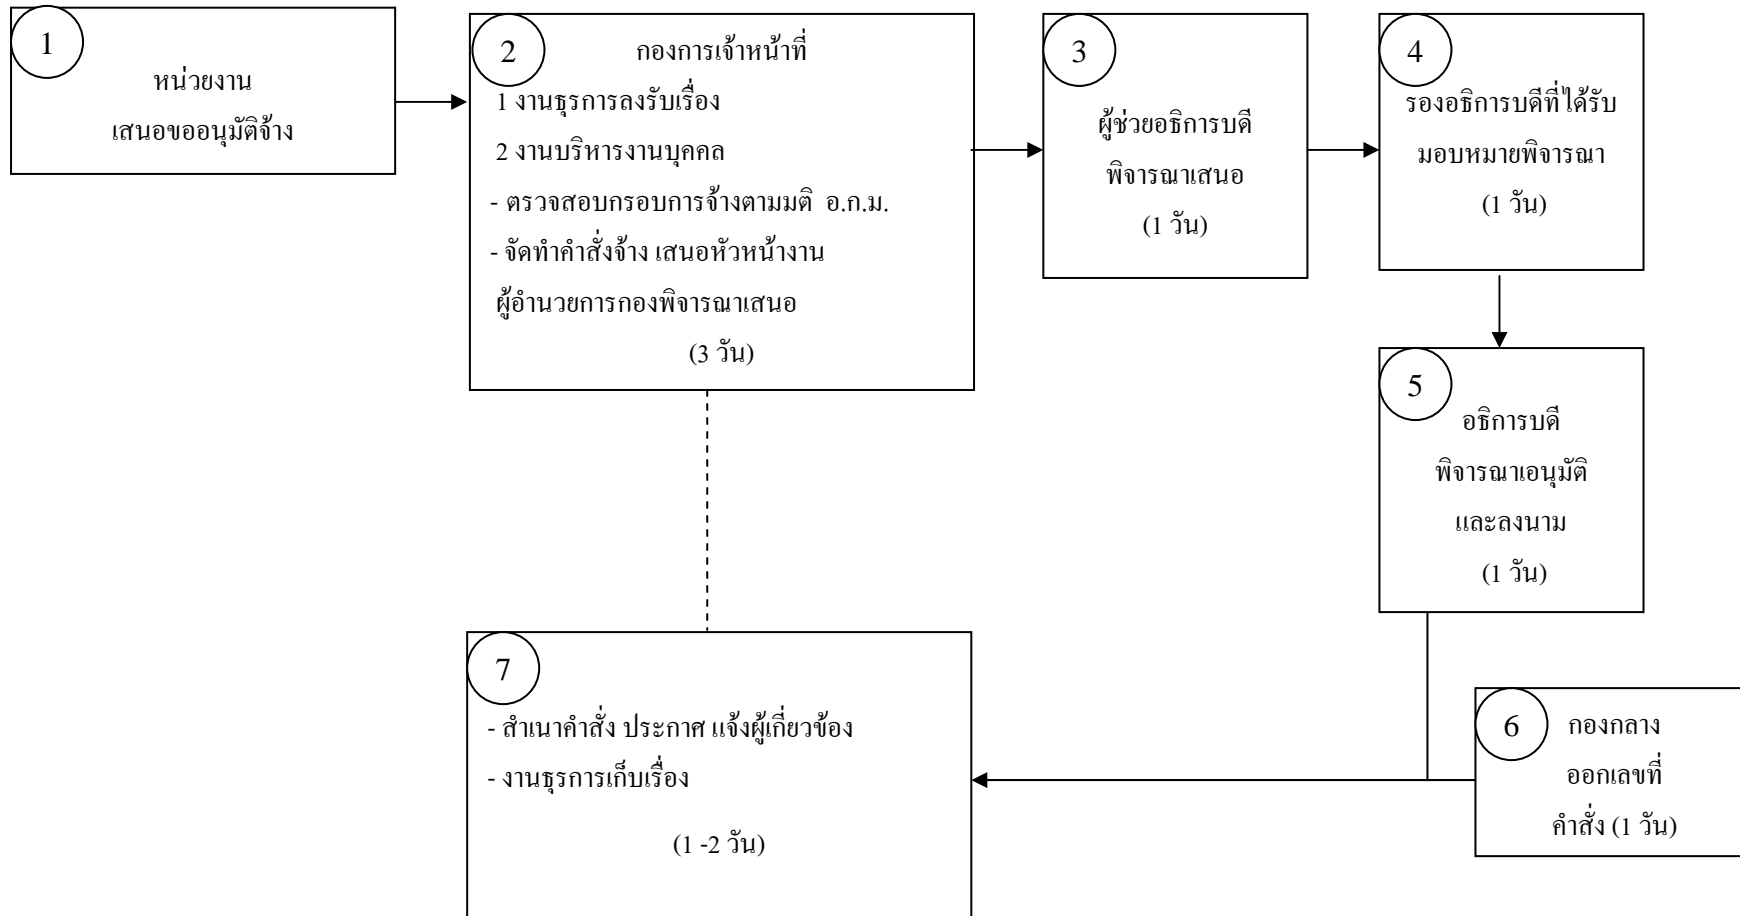 1
หน่วยงาน
เสนอขออนุมัติจ้าง
2
กองการเจ้าหน้าที่
1 งานธุรการลงรับเรื่อง
2 งานบริหารงานบุคคล
- ตรวจสอบกรอบการจ้างตามมติ อ.ก.ม.
- จัดทำคำสั่งจ้าง เสนอหัวหน้างาน
ผู้อำนวยการกองพิจารณาเสนอ
(3 วัน)
3
ผู้ช่วยอธิการบดี
พิจารณาเสนอ
(1 วัน)
4
รองอธิการบดีที่ได้รับ
มอบหมายพิจารณา
(1 วัน)
5
อธิการบดี
พิจารณาเอนุมัติ
และลงนาม
(1 วัน)
6
กองกลาง
ออกเลขที่
คำสั่ง (1 วัน)
7
- สำเนาคำสั่ง ประกาศ แจ้งผู้เกี่ยวข้อง
- งานธุรการเก็บเรื่อง
(1 -2 วัน)